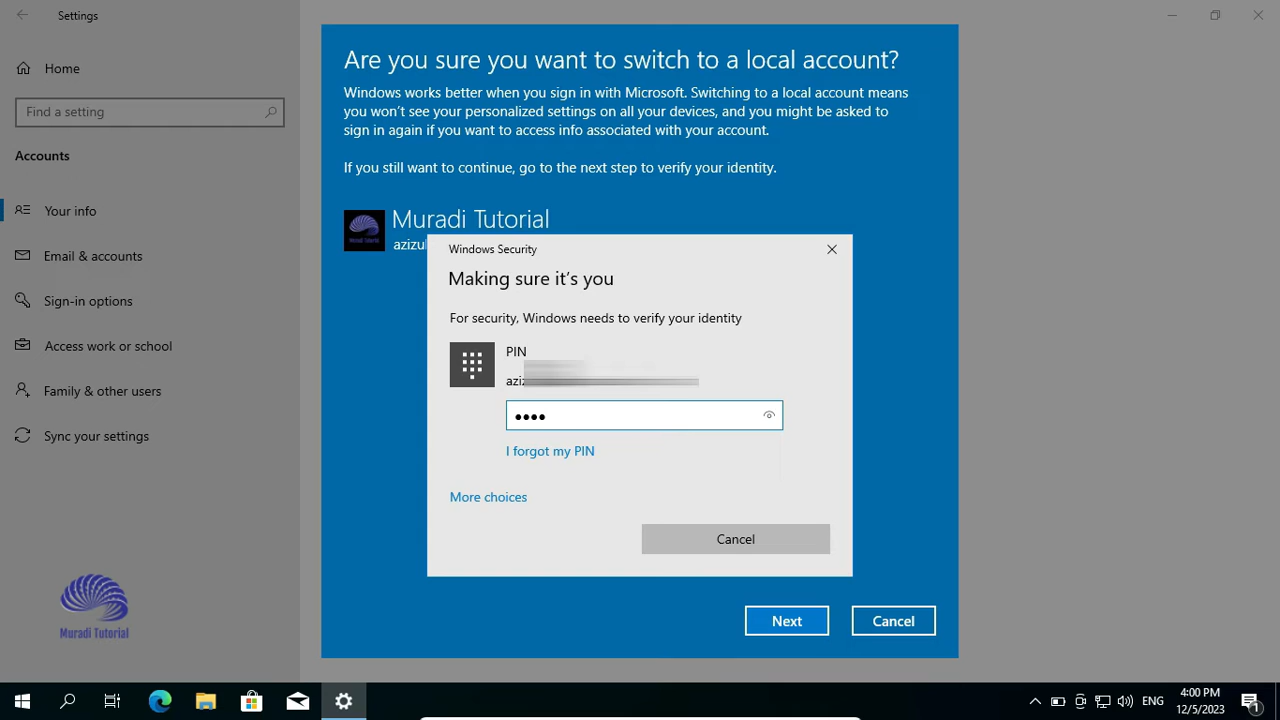 Settings
Home
Find a setting
Accounts
Your info
Email & accounts
Sign-in options
Access work or school
Family & other users
Sync your settings
Muradi Tutorial
Are you sure you want to switch to a local account?
Windows works better when you sign in with Microsoft. Switching to a local account means
you won't see your personalized settings on all your devices, and you might be asked to
sign in again if you want to access info associated with your account.
If you still want to continue, go to the next step to verify your identity.
Muradi Tutorial
Windows Security
Making sure it's you
For security, Windows needs to verify your identity
PIN
I forgot my PIN
More choices
Cancel
Next
Cancel
ENG
4:00 PM
12/5/2023
1